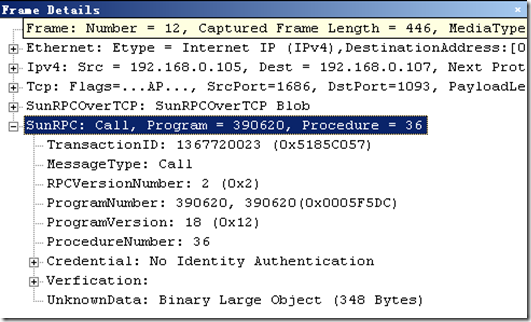 Frame Details
Frame: Number = 12, Captured Frame Length = 446, MediaType
Ethernet: Etype = Internet IP (IPv4),DestinationAddress:[0
Ipv4: Src = 192.168.0.105, Dest = 192.168.0.107, Next Prot
Tcp: Flags=...AP..., SrcPort=1686, DstPort=1093, PayloadLe
SunRPCOverTCP: SunRPCOverTCP Blob
SunRPC: Call, Program = 390620, Procedure = 36
TransactionID: 1367720023 (0x5185C057)
MessageType: Call
RPCVersionNumber: 2 (0x2)
ProgramNumber: 390620, 390620(0x0005F5DC)
ProgramVersion: 18 (0x12)
ProcedureNumber: 36
Credential: No Identity Authentication
Verfication:
UnknownData: Binary Large Object (348 Bytes)